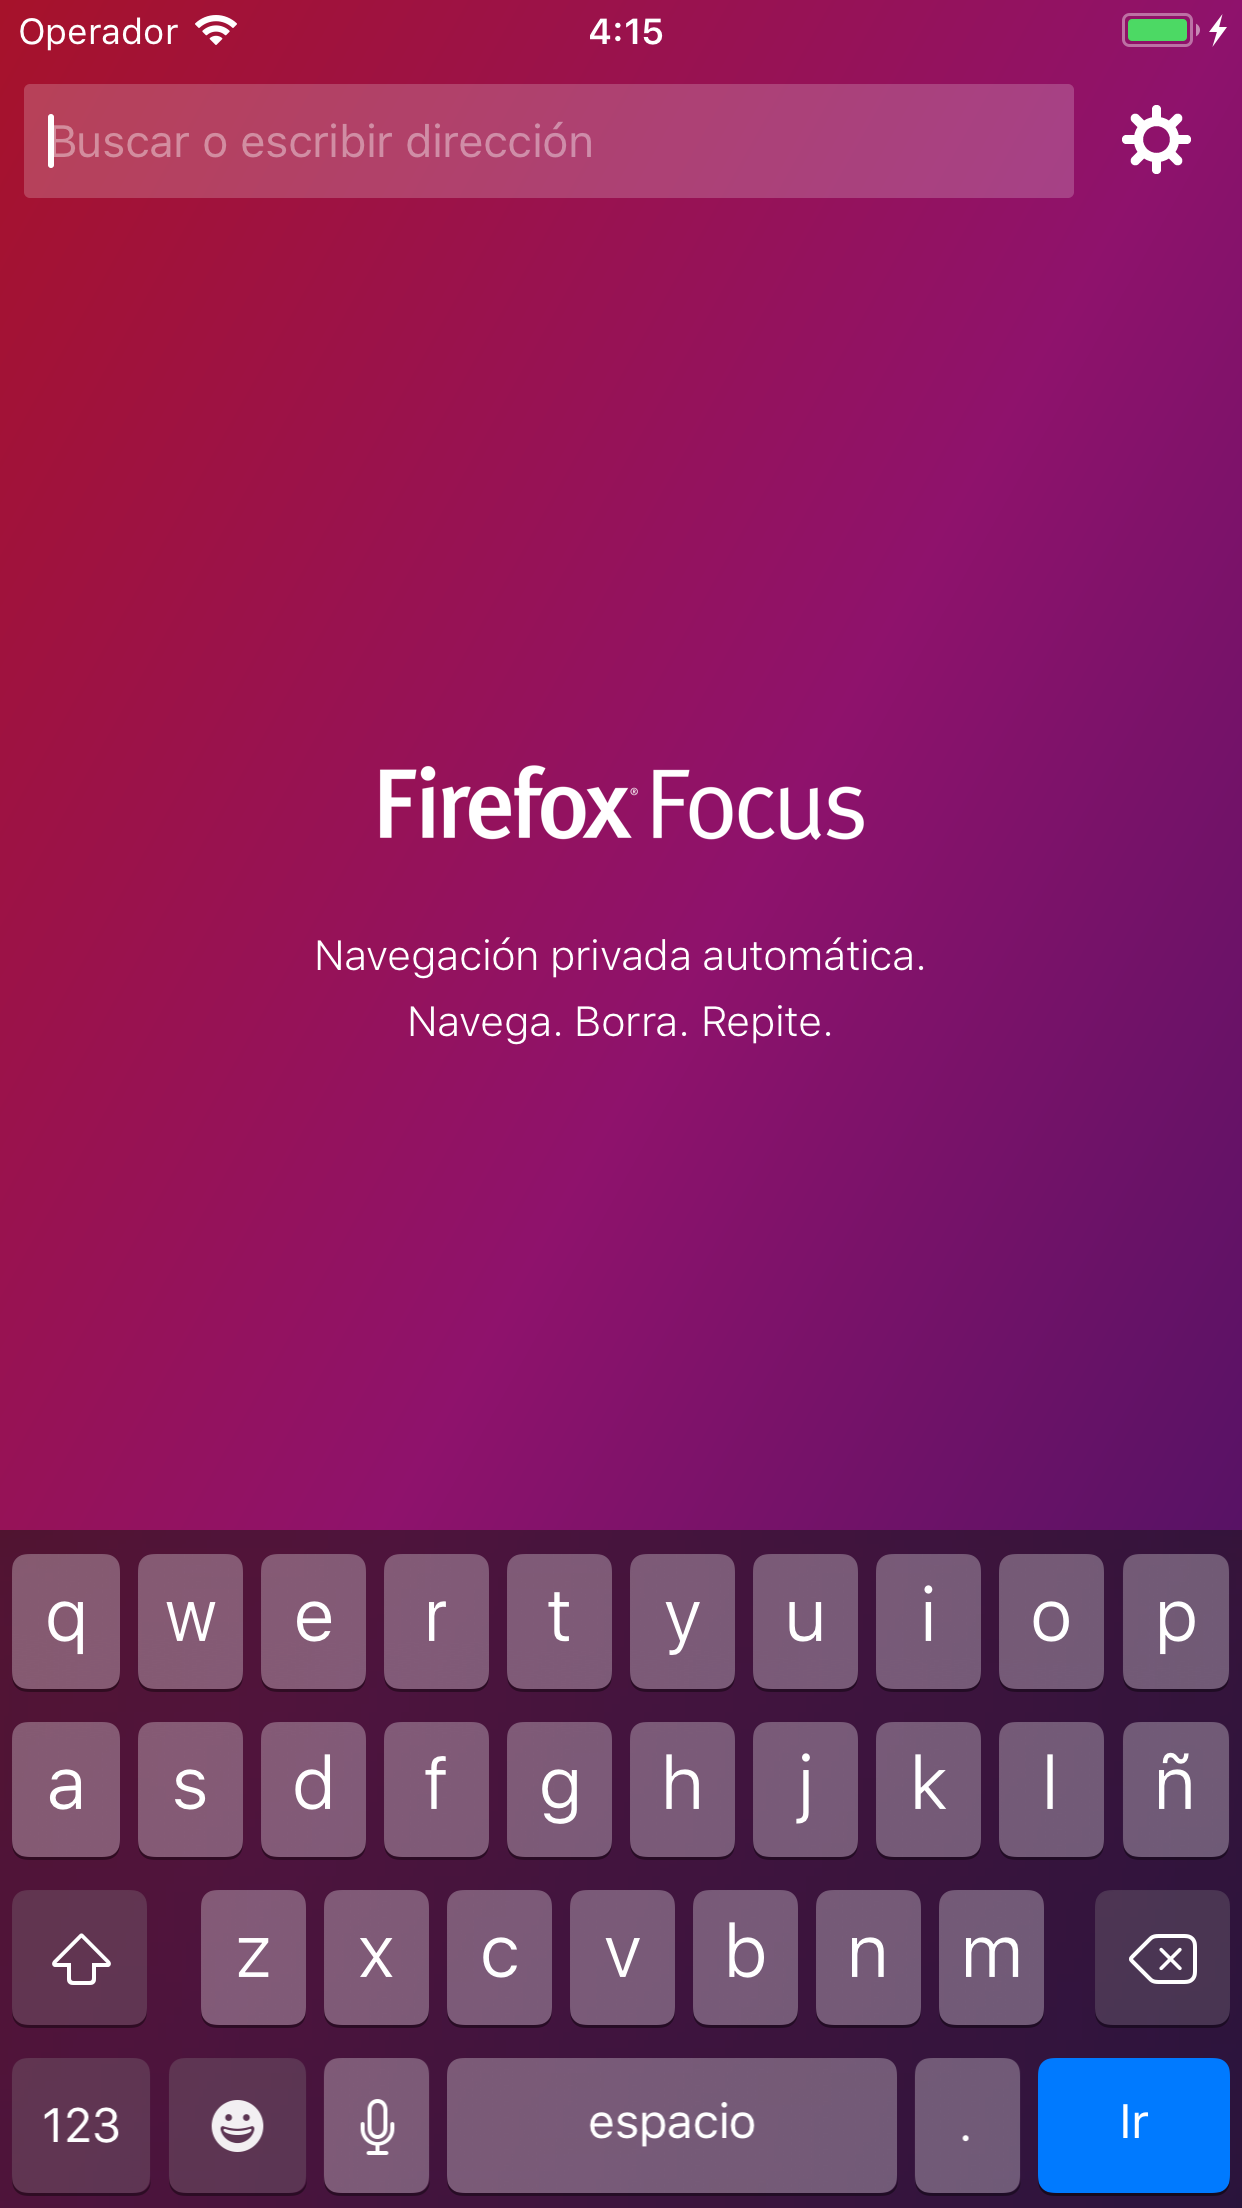 Operador 4:15
Buscar o escribir dirección
Firefox® Focus
Navegación privada automática.
Navega. Borra. Repite.
q w e r t y u i o p
a s d f g h j k l ñ
z x c v b n m
123 espacio . Ir